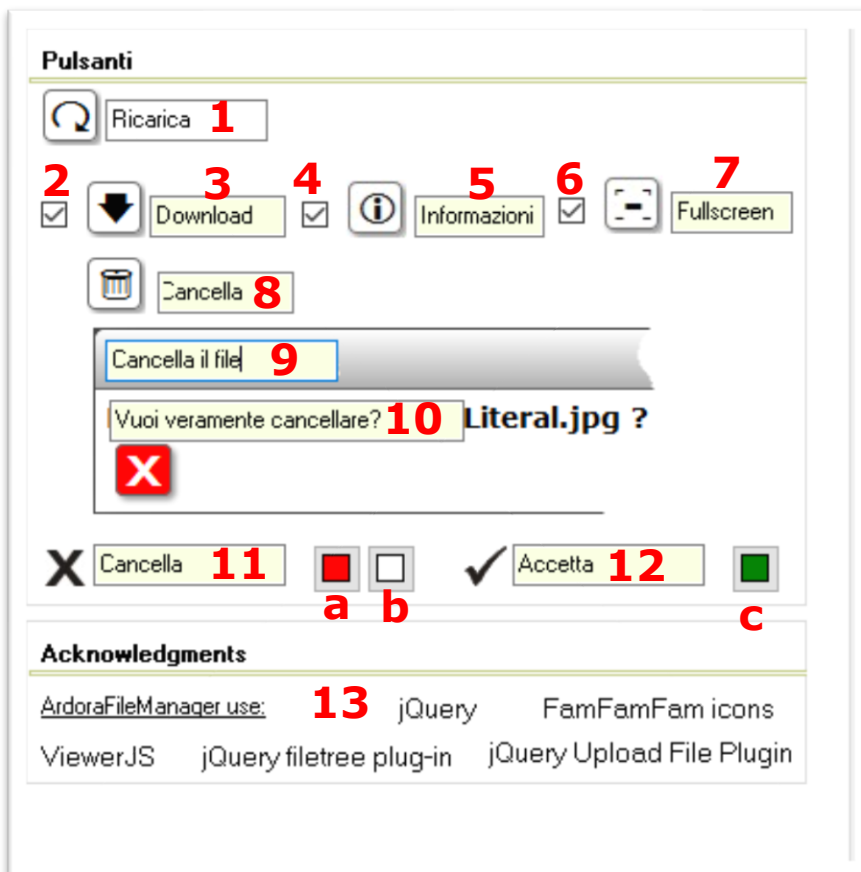 Pulsanti
Ricarica 1
2 3 4 5 6 7
Download Informazioni Fullscreen
Cancella 8
Cancella il file 9
Vuoi veramente cancellare? 10 Literal.jpg ?
X
X Cancella 11 Accetta 12
a b c
Acknowledgments
ArdoraFileManager use: 13 jQuery FamFamFam icons
ViewerJS jQuery filetree plug-in jQuery Upload File Plugin